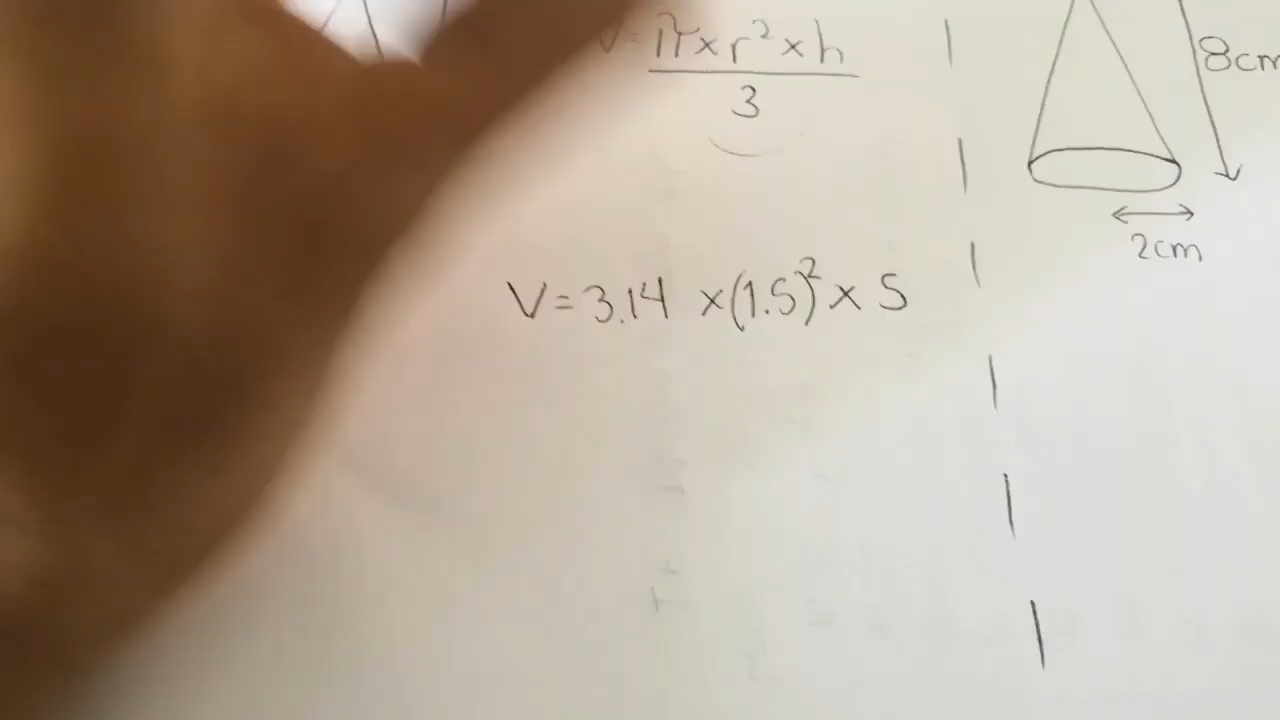 V = π × r² × h
3
V = 3.14 × (1.5)² × 5
8cm
2cm